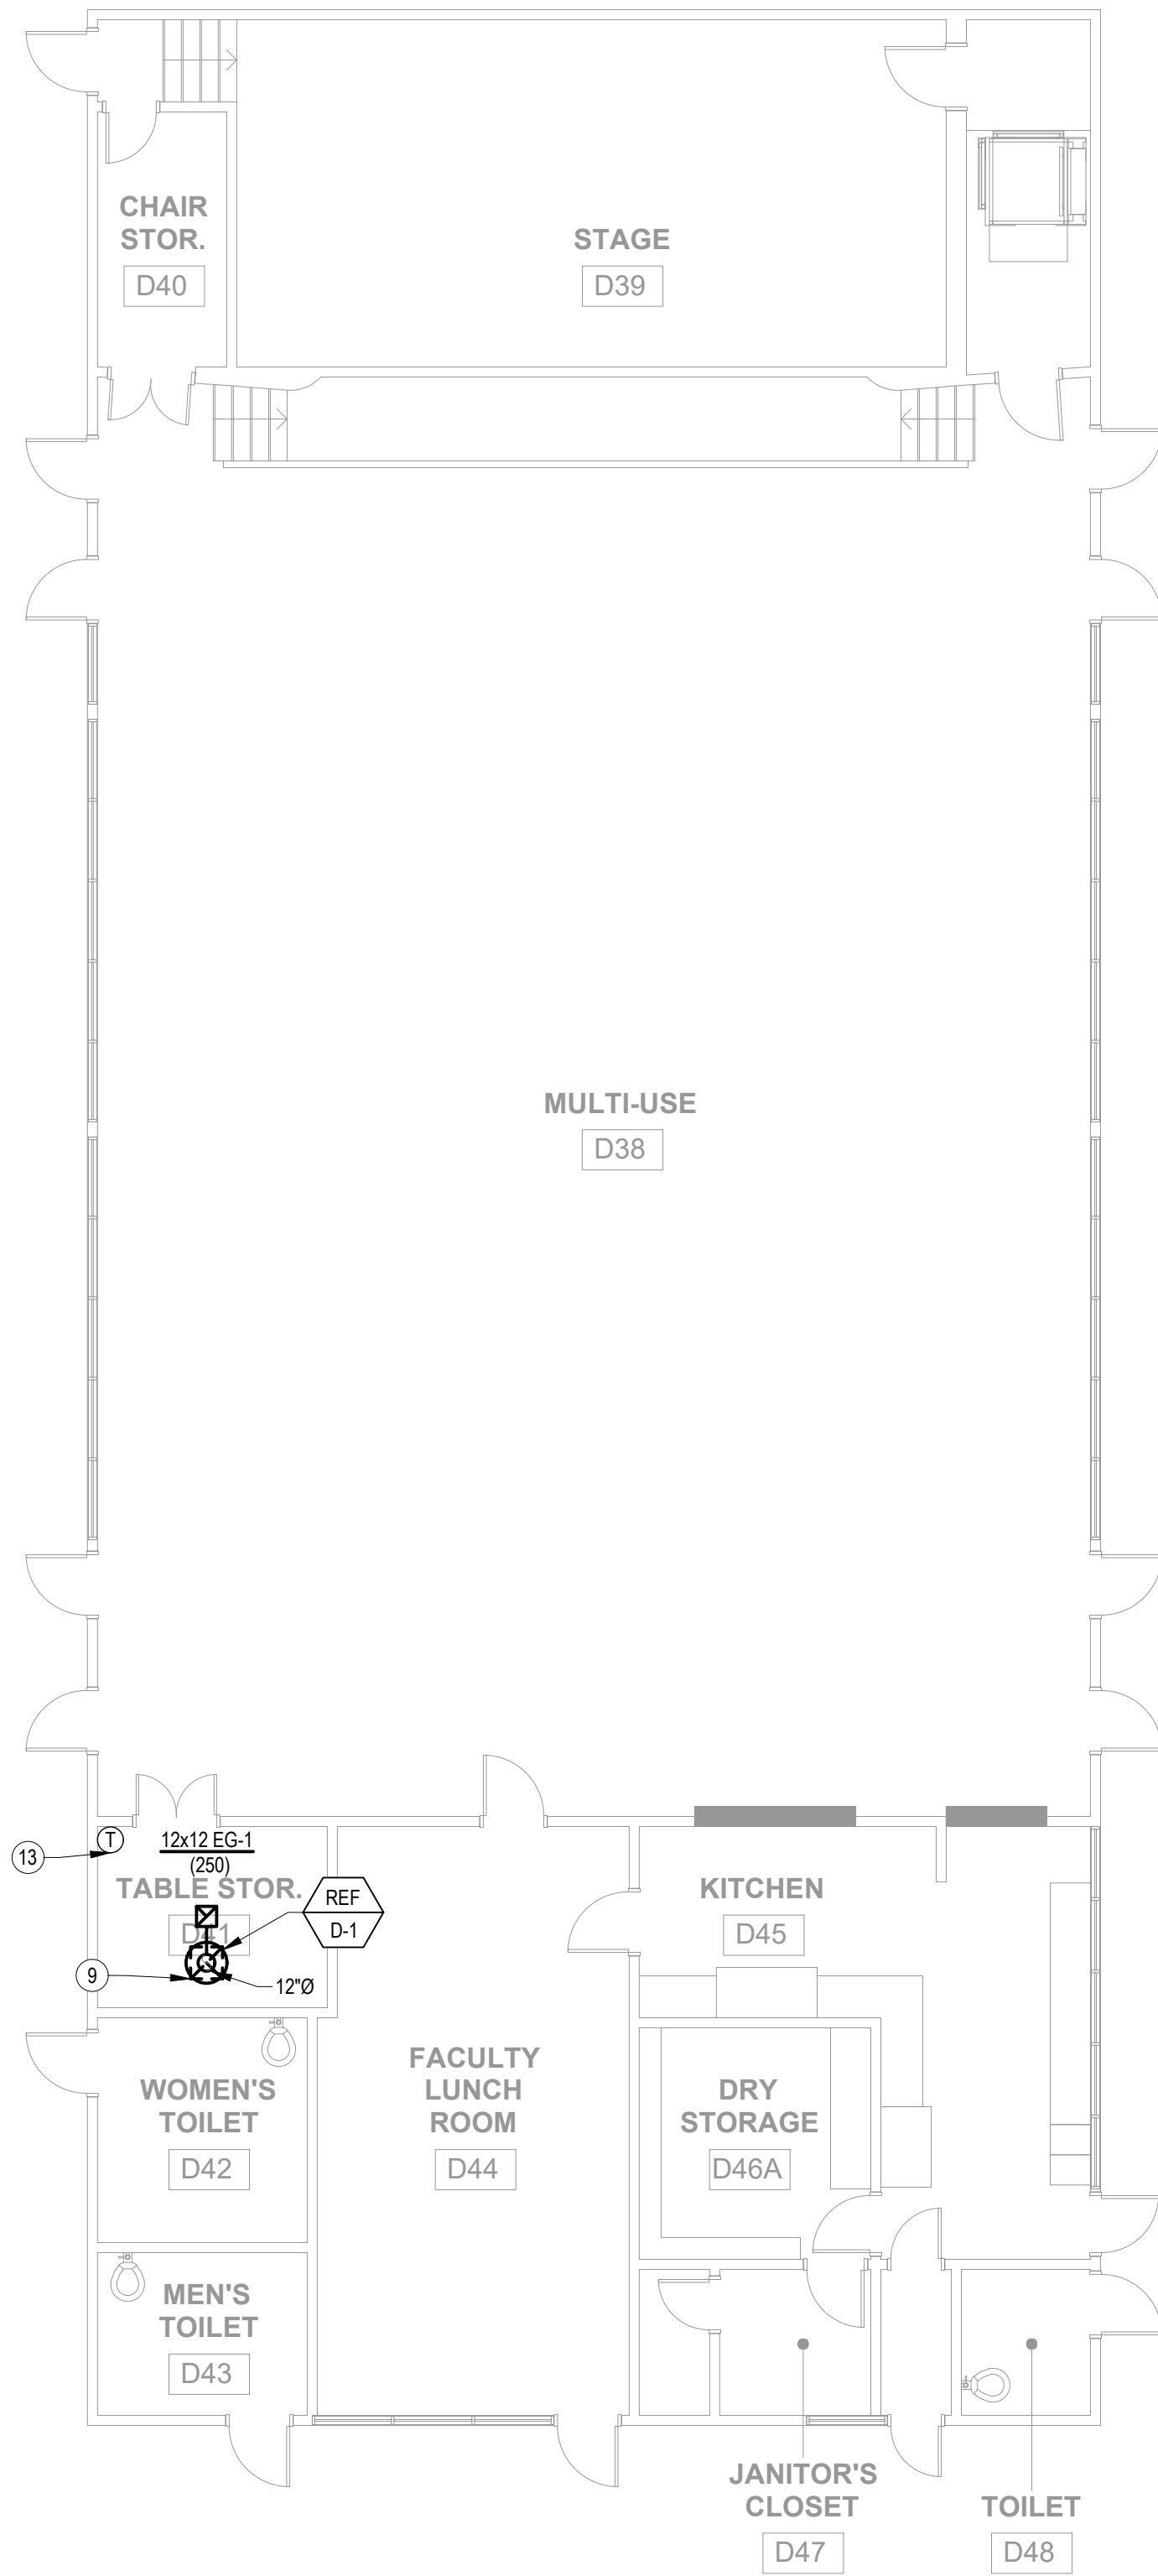 CHAIR
STOR.
D40
STAGE
D39
MULTI-USE
D38
13
T
12x12 EG-1
(250)
TABLE STOR.
D41
REF
D-1
9
12"Ø
KITCHEN
D45
WOMEN'S
TOILET
D42
FACULTY
LUNCH
ROOM
D44
DRY
STORAGE
D46A
MEN'S
TOILET
D43
JANITOR'S
CLOSET
D47
TOILET
D48